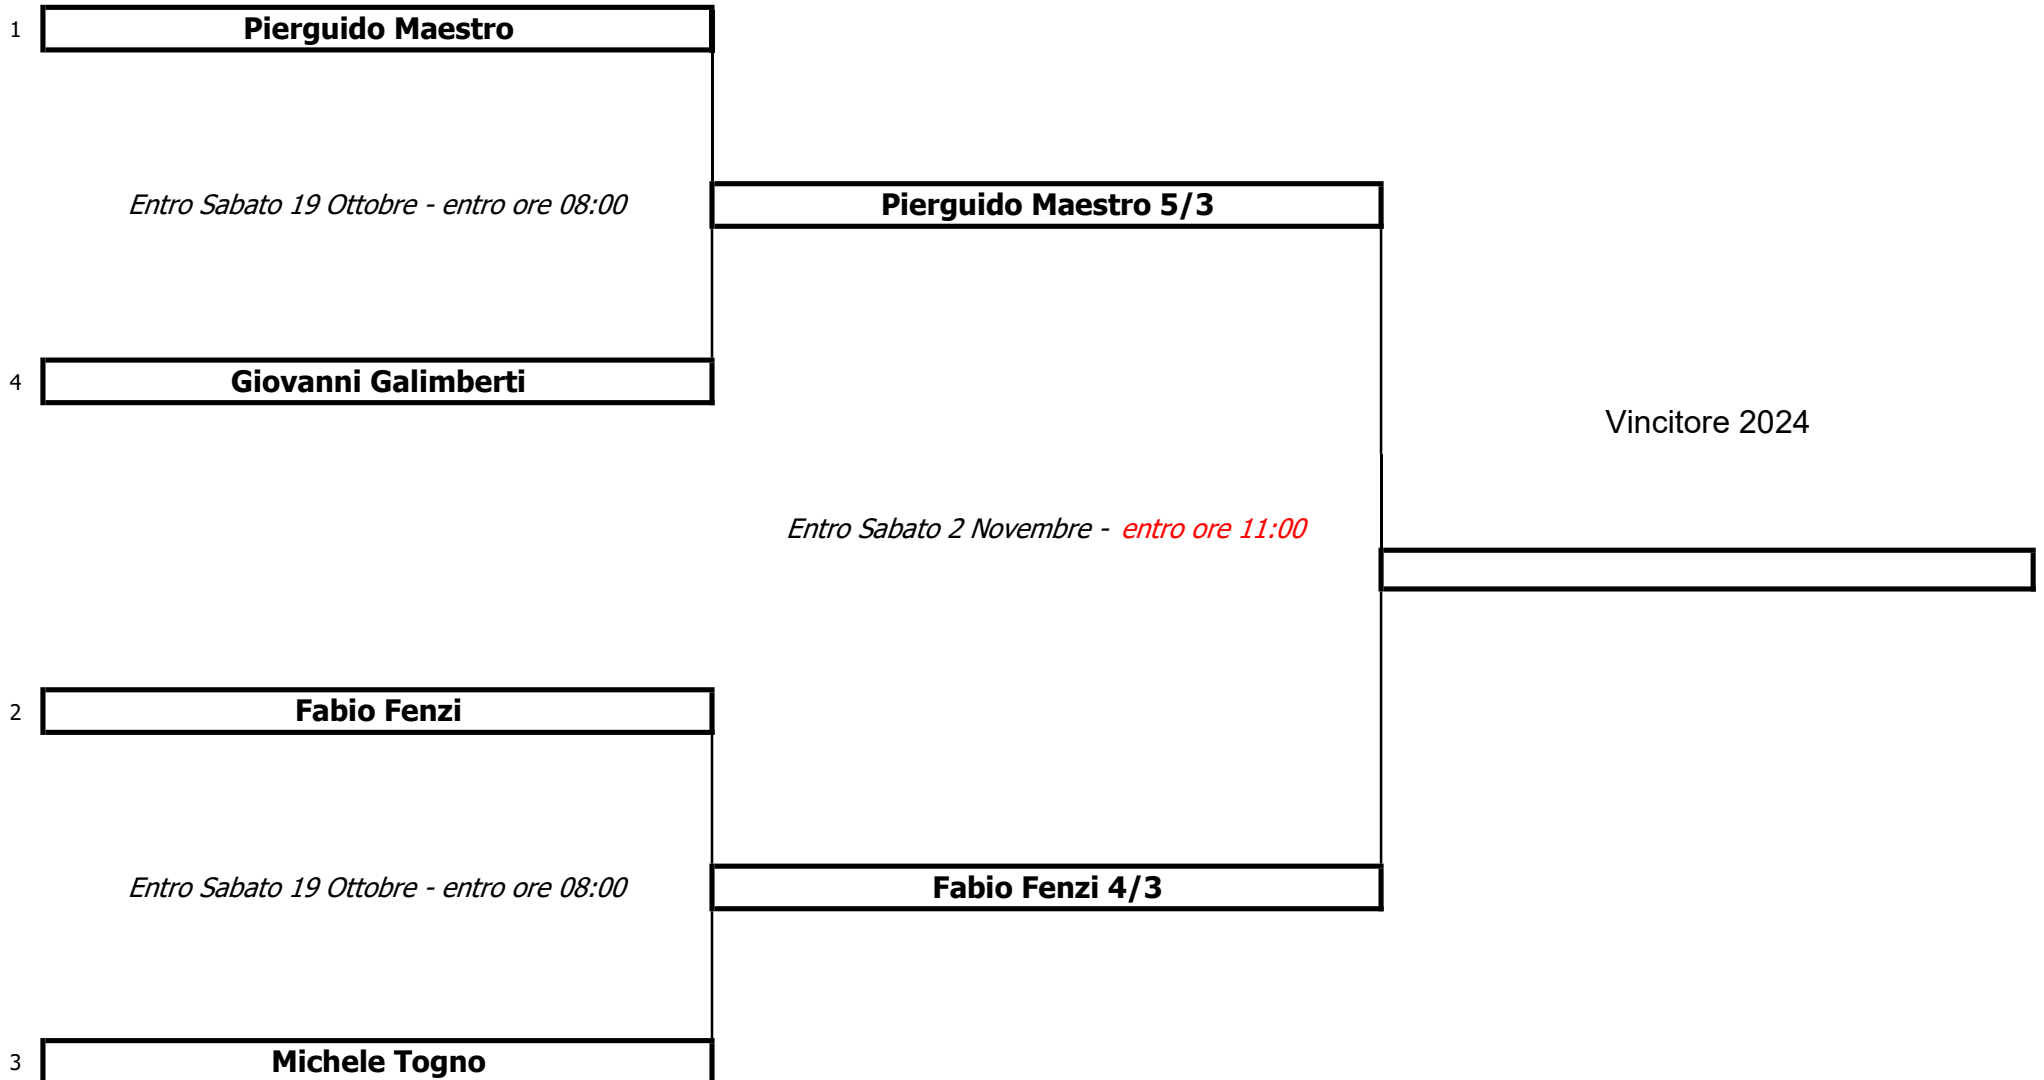 1 Pierguido Maestro
Entro Sabato 19 Ottobre - entro ore 08:00
Pierguido Maestro 5/3
4 Giovanni Galimberti
Vincitore 2024
Entro Sabato 2 Novembre - entro ore 11:00
2 Fabio Fenzi
Entro Sabato 19 Ottobre - entro ore 08:00
Fabio Fenzi 4/3
3 Michele Togno